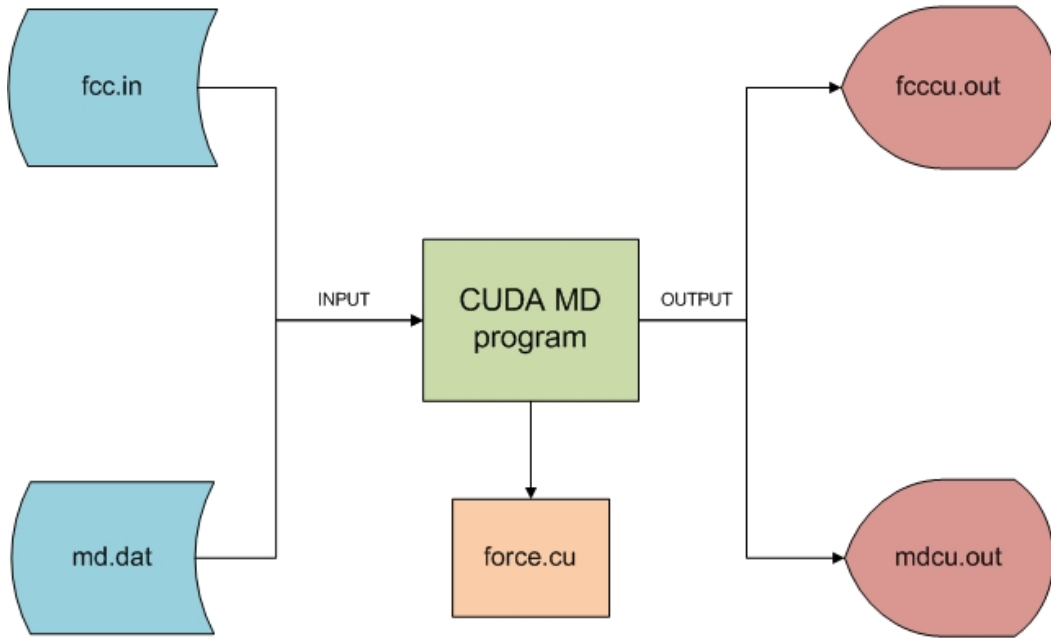 fcc.in
fcccu.out
INPUT
CUDA MD
program
OUTPUT
md.dat
force.cu
mdcu.out